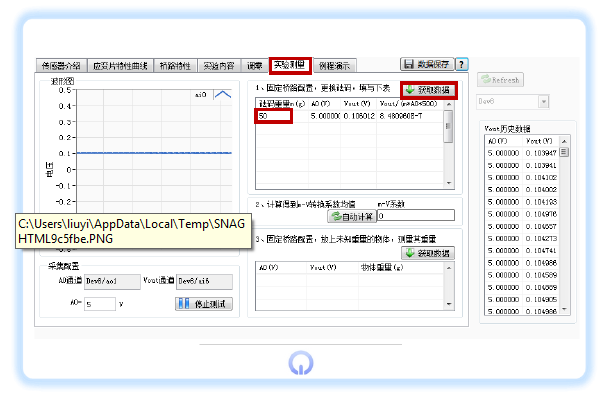 传感器介绍 应变片特性曲线 桥路特性 实验内容 调零 实验测量 例程演示 数据保存 ?
波形图
ai0
0.5
0.4
0.3
0.2
0.1
0
-0.1
-0.2
电压
C:\Users\liuyi\AppData\Local\Temp\SNAG
HTML9c5fbe.PNG
采集配置
AO通道 Dev6/ao1 Vout通道 Dev6/ai6
AO= 5 V 停止测试
1、固定桥路配置，更换砝码，填写下表
获取数据
砝码重量m(g) AO(V) Vout(V) Vout/(m*AO*500)
50 5.000000 0.106012 8.480960E-7
2、计算得到m-V转换系数均值 m-V系数
自动计算 0
3、固定桥路配置，放上未知重量的物体，测量其重量
获取数据
AO(V) Vout(V) 物体重量(g)
Refresh
Dev6
Vout历史数据
AO(V) Vout(V)
5.000000 0.103947
5.000000 0.103941
5.000000 0.104102
5.000000 0.104002
5.000000 0.104193
5.000000 0.104976
5.000000 0.104657
5.000000 0.104273
5.000000 0.104741
5.000000 0.104986
5.000000 0.104589
5.000000 0.104669
5.000000 0.104905
5.000000 0.104986